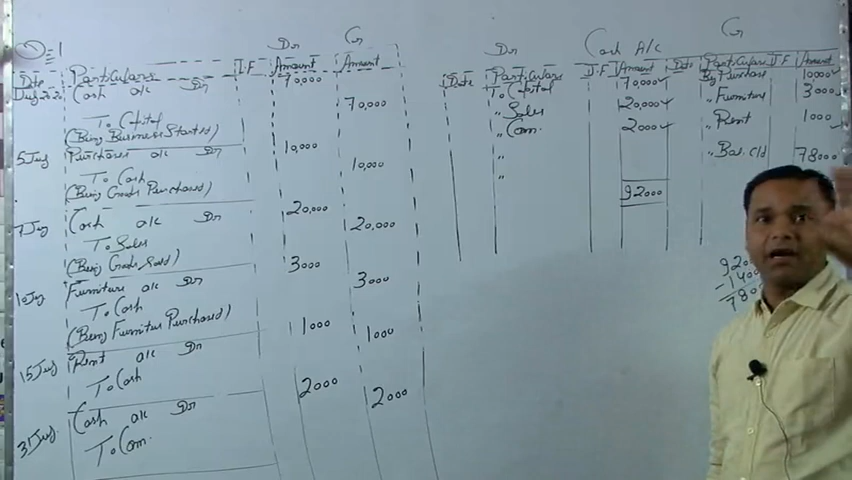 Q=1
Dr Cr
Date Particulars J.F Amount Amount
Cash a/c Dr 70,000
To Capital 70,000
(Being Business Started)
5 July Purchases a/c Dr 10,000
To Cash 10,000
(Being Goods Purchased)
7 July Cash a/c Dr 20,000
To Sales 20,000
(Being Goods Sold)
10 July Furniture a/c Dr 3000
To Cash 3000
(Being Furniture Purchased)
15 July Rent a/c Dr 1000
To Cash 1000
31 July Cash a/c Dr 2000
To Com. 2000
Dr Cash A/c Cr
Date Particulars J.F Amount Date Particulars J.F Amount
To Capital 70,000 By Purchase 10000
" Sales 20,000 " Furniture 3000
" Com. 2000 " Rent 1000
" " Bal. c/d 78000
"
92000